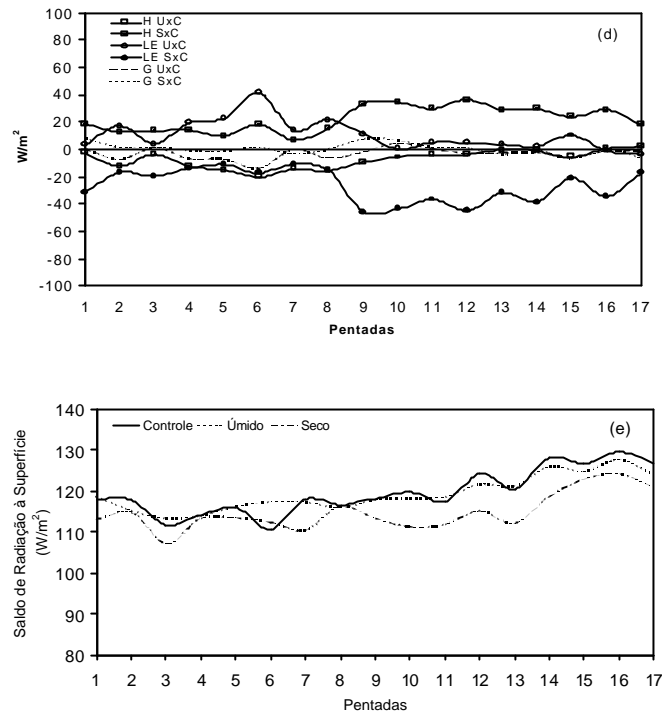 100
80
60
40
20
0
-20
-40
-60
-80
-100
W/m²
H UxC
H SxC
LE UxC
LE SxC
G UxC
G SxC
(d)
1 2 3 4 5 6 7 8 9 10 11 12 13 14 15 16 17
Pentadas
140
130
120
110
100
90
80
Saldo de Radiação à Superfície
(W/m²)
Controle Úmido Seco
(e)
1 2 3 4 5 6 7 8 9 10 11 12 13 14 15 16 17
Pentadas